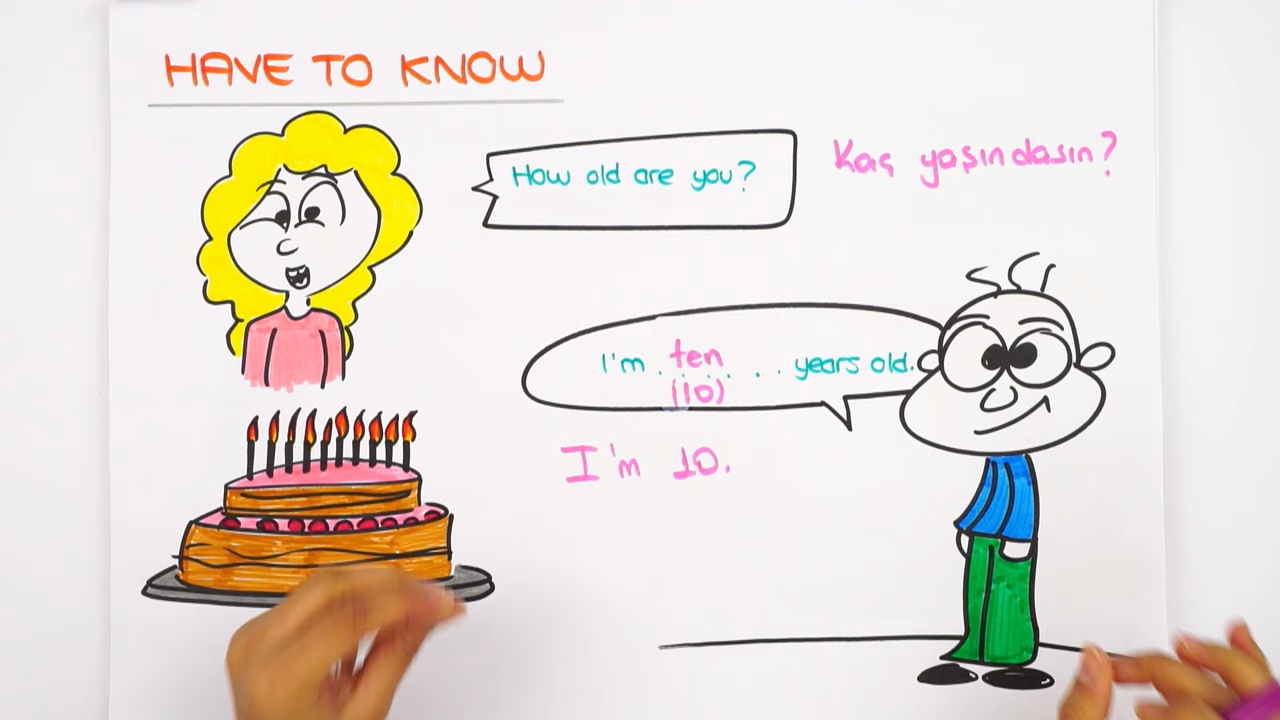 HAVE TO KNOW
How old are you?
Kaç yaşındasın?
I'm ten years old.
(10)
I'm 10.